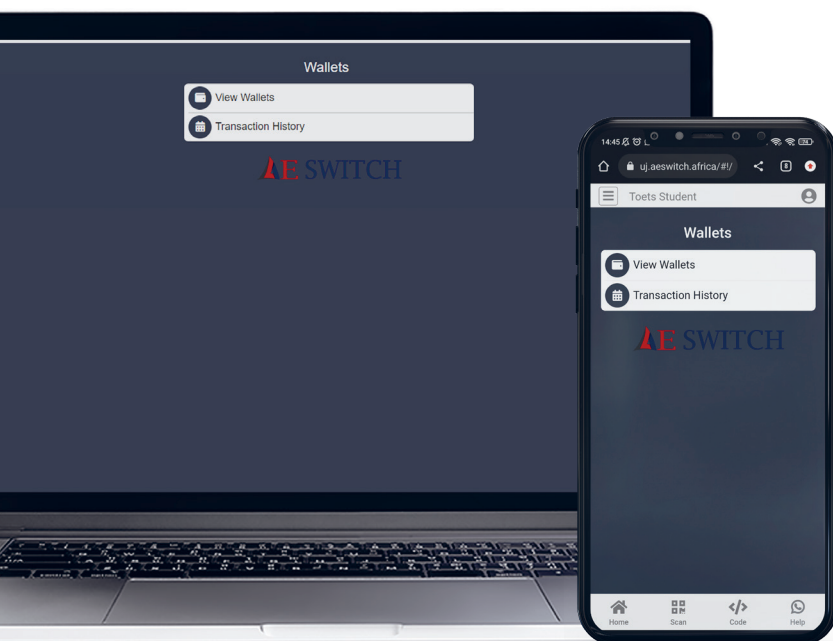 Wallets
View Wallets
Transaction History
AE SWITCH
14:45
uj.aeswitch.africa/#!/
8
Toets Student
Wallets
View Wallets
Transaction History
AE SWITCH
Home Scan Code Help